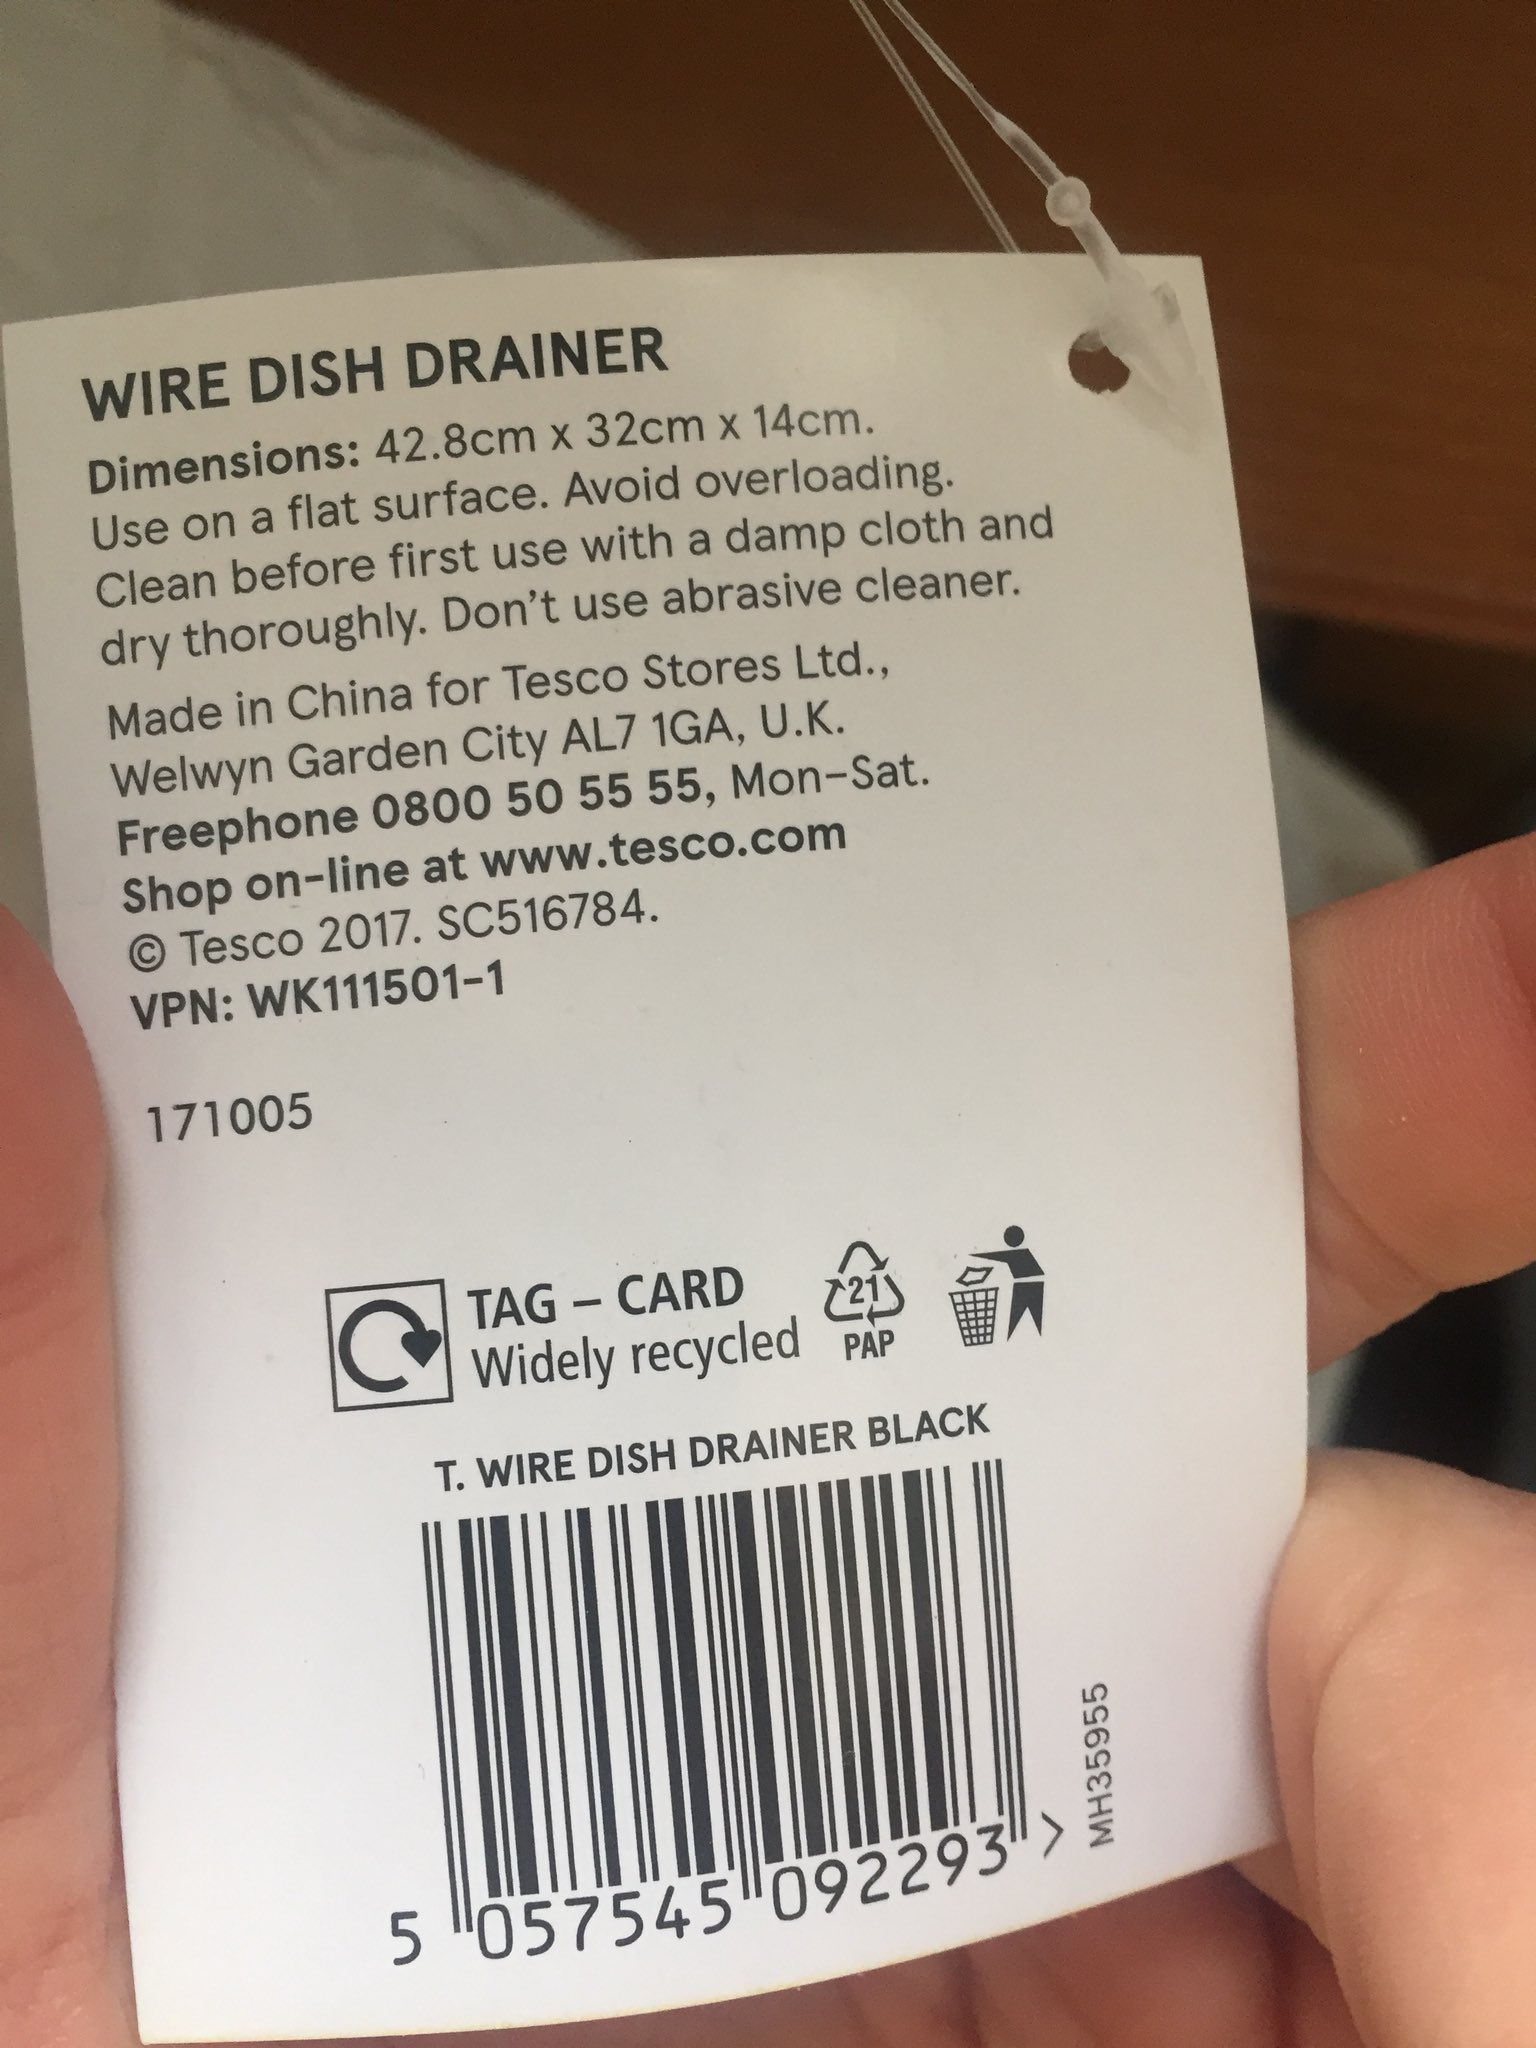 WIRE DISH DRAINER
Dimensions: 42.8cm x 32cm x 14cm.
Use on a flat surface. Avoid overloading.
Clean before first use with a damp cloth and
dry thoroughly. Don't use abrasive cleaner.
Made in China for Tesco Stores Ltd.,
Welwyn Garden City AL7 1GA, U.K.
Freephone 0800 50 55 55, Mon-Sat.
Shop on-line at www.tesco.com
© Tesco 2017. SC516784.
VPN: WK111501-1
171005
TAG – CARD
Widely recycled
21
PAP
T. WIRE DISH DRAINER BLACK
5 057545 092293 >
MH35955